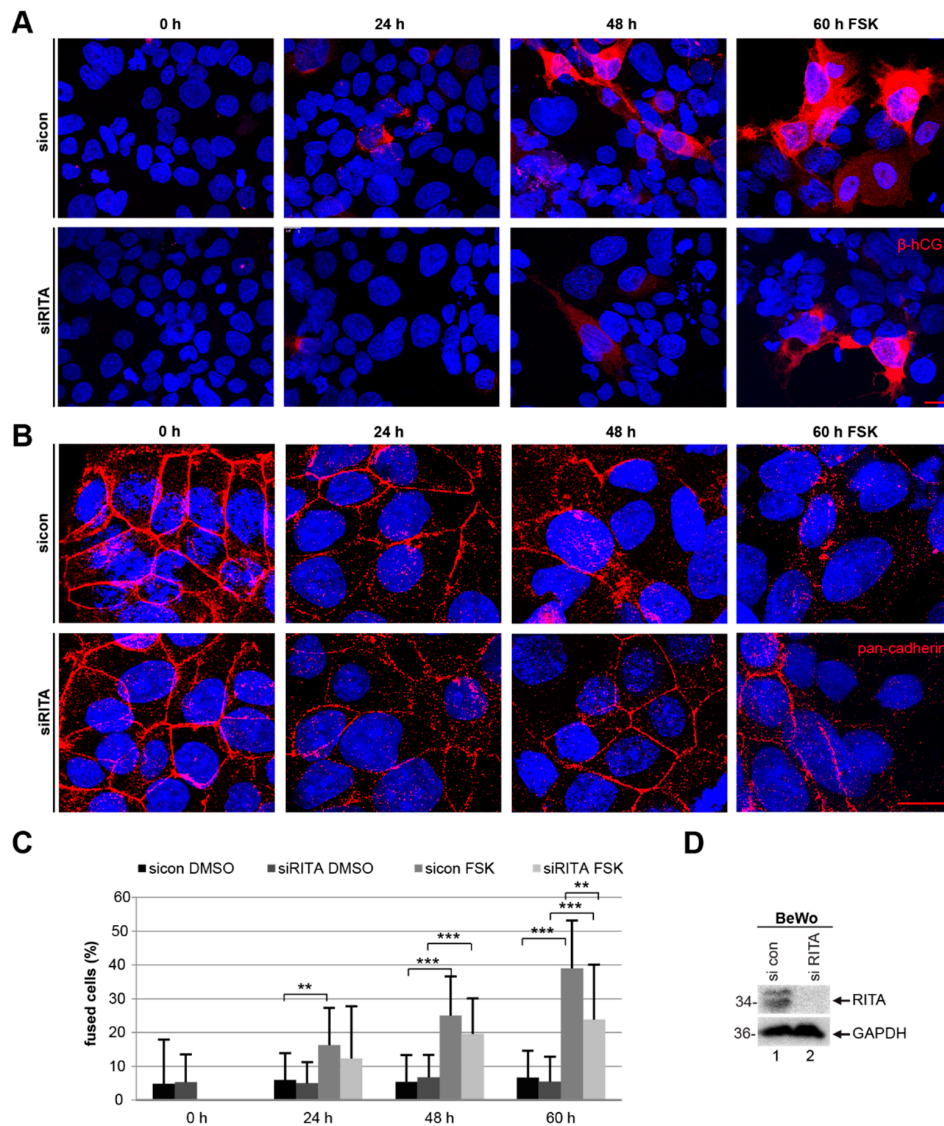 A
0 h 24 h 48 h 60 h FSK
sicon
siRITA
β-hCG
B
0 h 24 h 48 h 60 h FSK
sicon
siRITA
pan-cadherin
C
sicon DMSO siRITA DMSO sicon FSK siRITA FSK
fused cells (%)
60
50
40
30
20
10
0
**
***
***
***
***
**
0 h 24 h 48 h 60 h
D
BeWo
si con si RITA
34- RITA
36- GAPDH
1 2